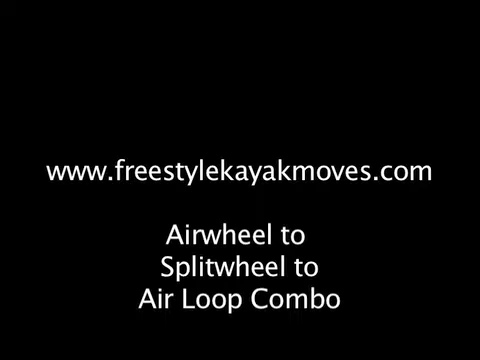 www.freestylekayakmoves.com
Airwheel to
Splitwheel to
Air Loop Combo